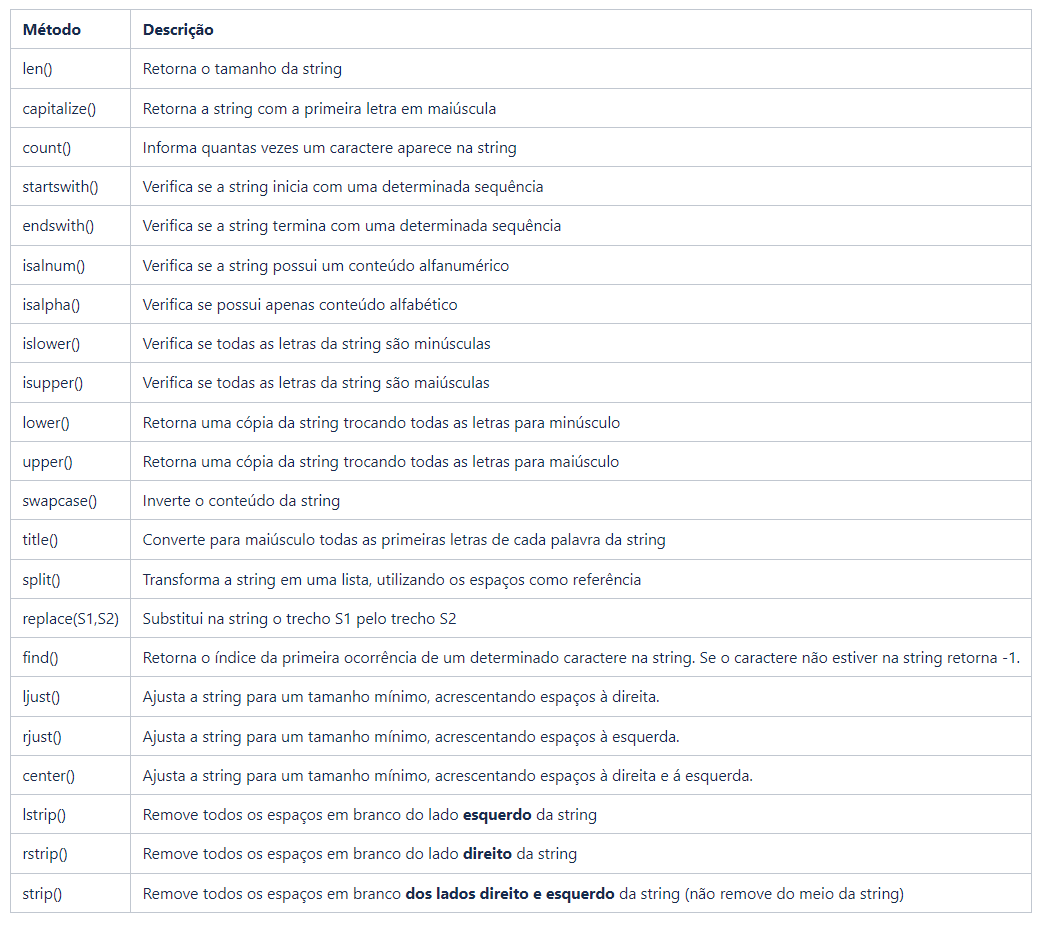 Método Descrição
len() Retorna o tamanho da string
capitalize() Retorna a string com a primeira letra em maiúscula
count() Informa quantas vezes um caractere aparece na string
startswith() Verifica se a string inicia com uma determinada sequência
endswith() Verifica se a string termina com uma determinada sequência
isalnum() Verifica se a string possui um conteúdo alfanumérico
isalpha() Verifica se possui apenas conteúdo alfabético
islower() Verifica se todas as letras da string são minúsculas
isupper() Verifica se todas as letras da string são maiúsculas
lower() Retorna uma cópia da string trocando todas as letras para minúsculo
upper() Retorna uma cópia da string trocando todas as letras para maiúsculo
swapcase() Inverte o conteúdo da string
title() Converte para maiúsculo todas as primeiras letras de cada palavra da string
split() Transforma a string em uma lista, utilizando os espaços como referência
replace(S1,S2) Substitui na string o trecho S1 pelo trecho S2
find() Retorna o índice da primeira ocorrência de um determinado caractere na string. Se o caractere não estiver na string retorna -1.
ljust() Ajusta a string para um tamanho mínimo, acrescentando espaços à direita.
rjust() Ajusta a string para um tamanho mínimo, acrescentando espaços à esquerda.
center() Ajusta a string para um tamanho mínimo, acrescentando espaços à direita e á esquerda.
lstrip() Remove todos os espaços em branco do lado esquerdo da string
rstrip() Remove todos os espaços em branco do lado direito da string
strip() Remove todos os espaços em branco dos lados direito e esquerdo da string (não remove do meio da string)